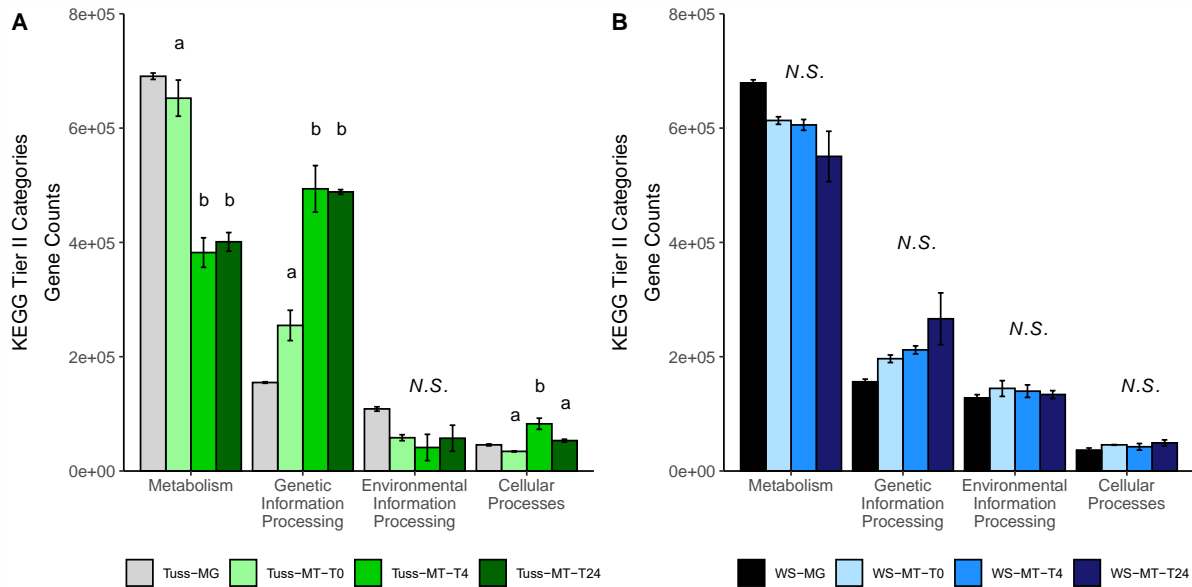 A
KEGG Tier II Categories
Gene Counts
8e+05
6e+05
4e+05
2e+05
0e+00
a
b b
a
b b
N.S.
a
b
a
Metabolism
Genetic
Information
Processing
Environmental
Information
Processing
Cellular
Processes
Tuss−MG Tuss−MT−T0 Tuss−MT−T4 Tuss−MT−T24
B
KEGG Tier II Categories
Gene Counts
8e+05
6e+05
4e+05
2e+05
0e+00
N.S.
N.S.
N.S.
N.S.
Metabolism
Genetic
Information
Processing
Environmental
Information
Processing
Cellular
Processes
WS−MG WS−MT−T0 WS−MT−T4 WS−MT−T24